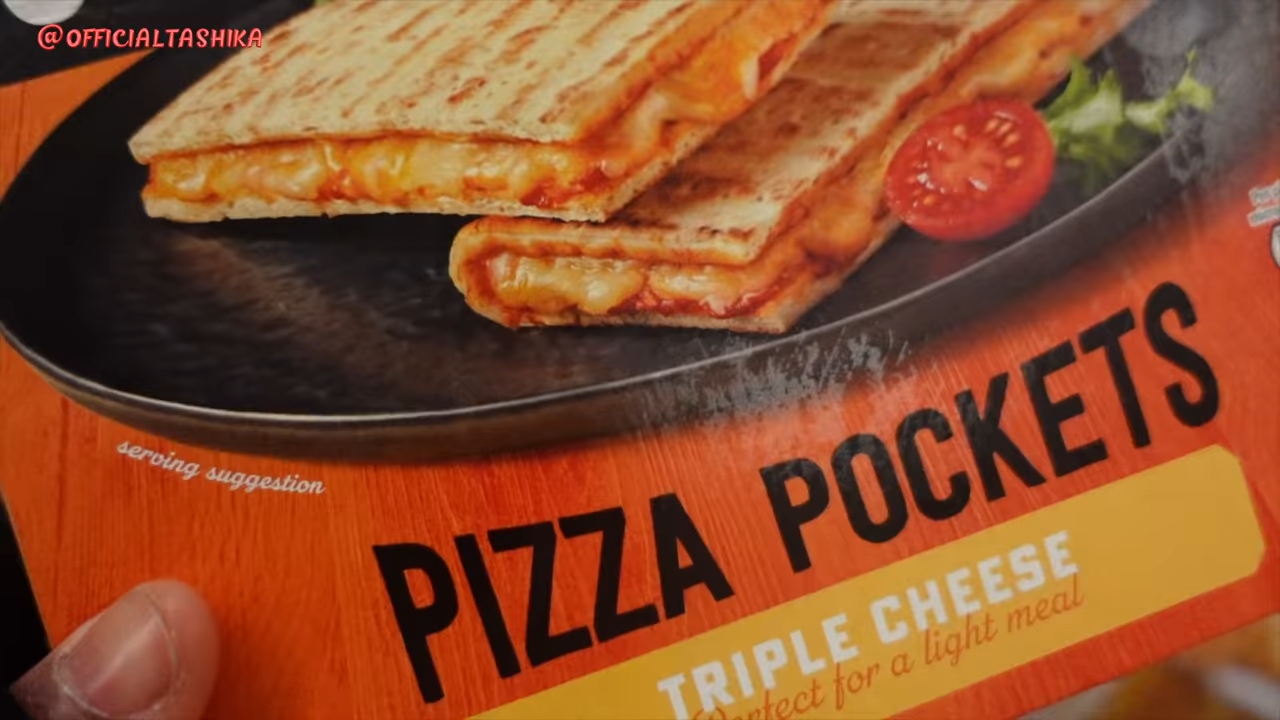 @OFFICIALTASHIKA
serving suggestion
PIZZA POCKETS
TRIPLE CHEESE
Perfect for a light meal